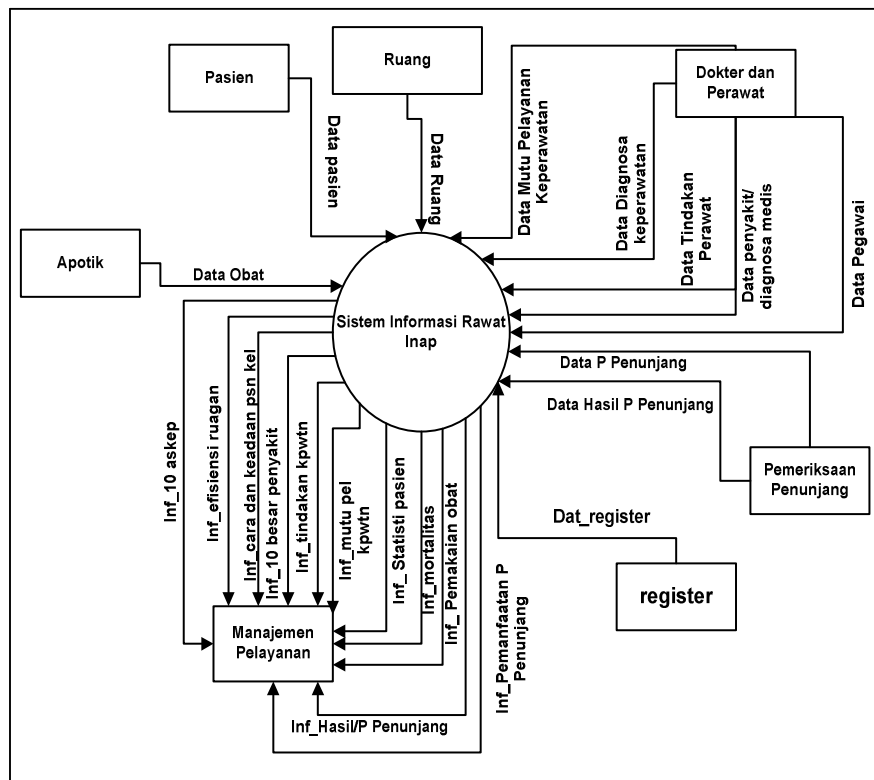 Pasien
Ruang
Dokter dan
Perawat
Data pasien
Data Ruang
Data Mutu Pelayanan
Keperawatan
Data Diagnosa
keperawatan
Data Tindakan
Perawat
Data penyakit/
diagnosa medis
Data Pegawai
Apotik
Data Obat
Sistem Informasi Rawat
Inap
Data P Penunjang
Data Hasil P Penunjang
Pemeriksaan
Penunjang
Dat_register
register
Inf_10 askep
Inf_efisiensi ruagan
Inf_cara dan keadaan psn kel
Inf_10 besar penyakit
Inf_tindakan kpwtn
Inf_mutu pel
kpwtn
Inf_ Statisti pasien
Inf_mortalitas
Inf_ Pemakaian obat
Inf_Pemanfaatan P
Penunjang
Manajemen
Pelayanan
Inf_Hasil/P Penunjang